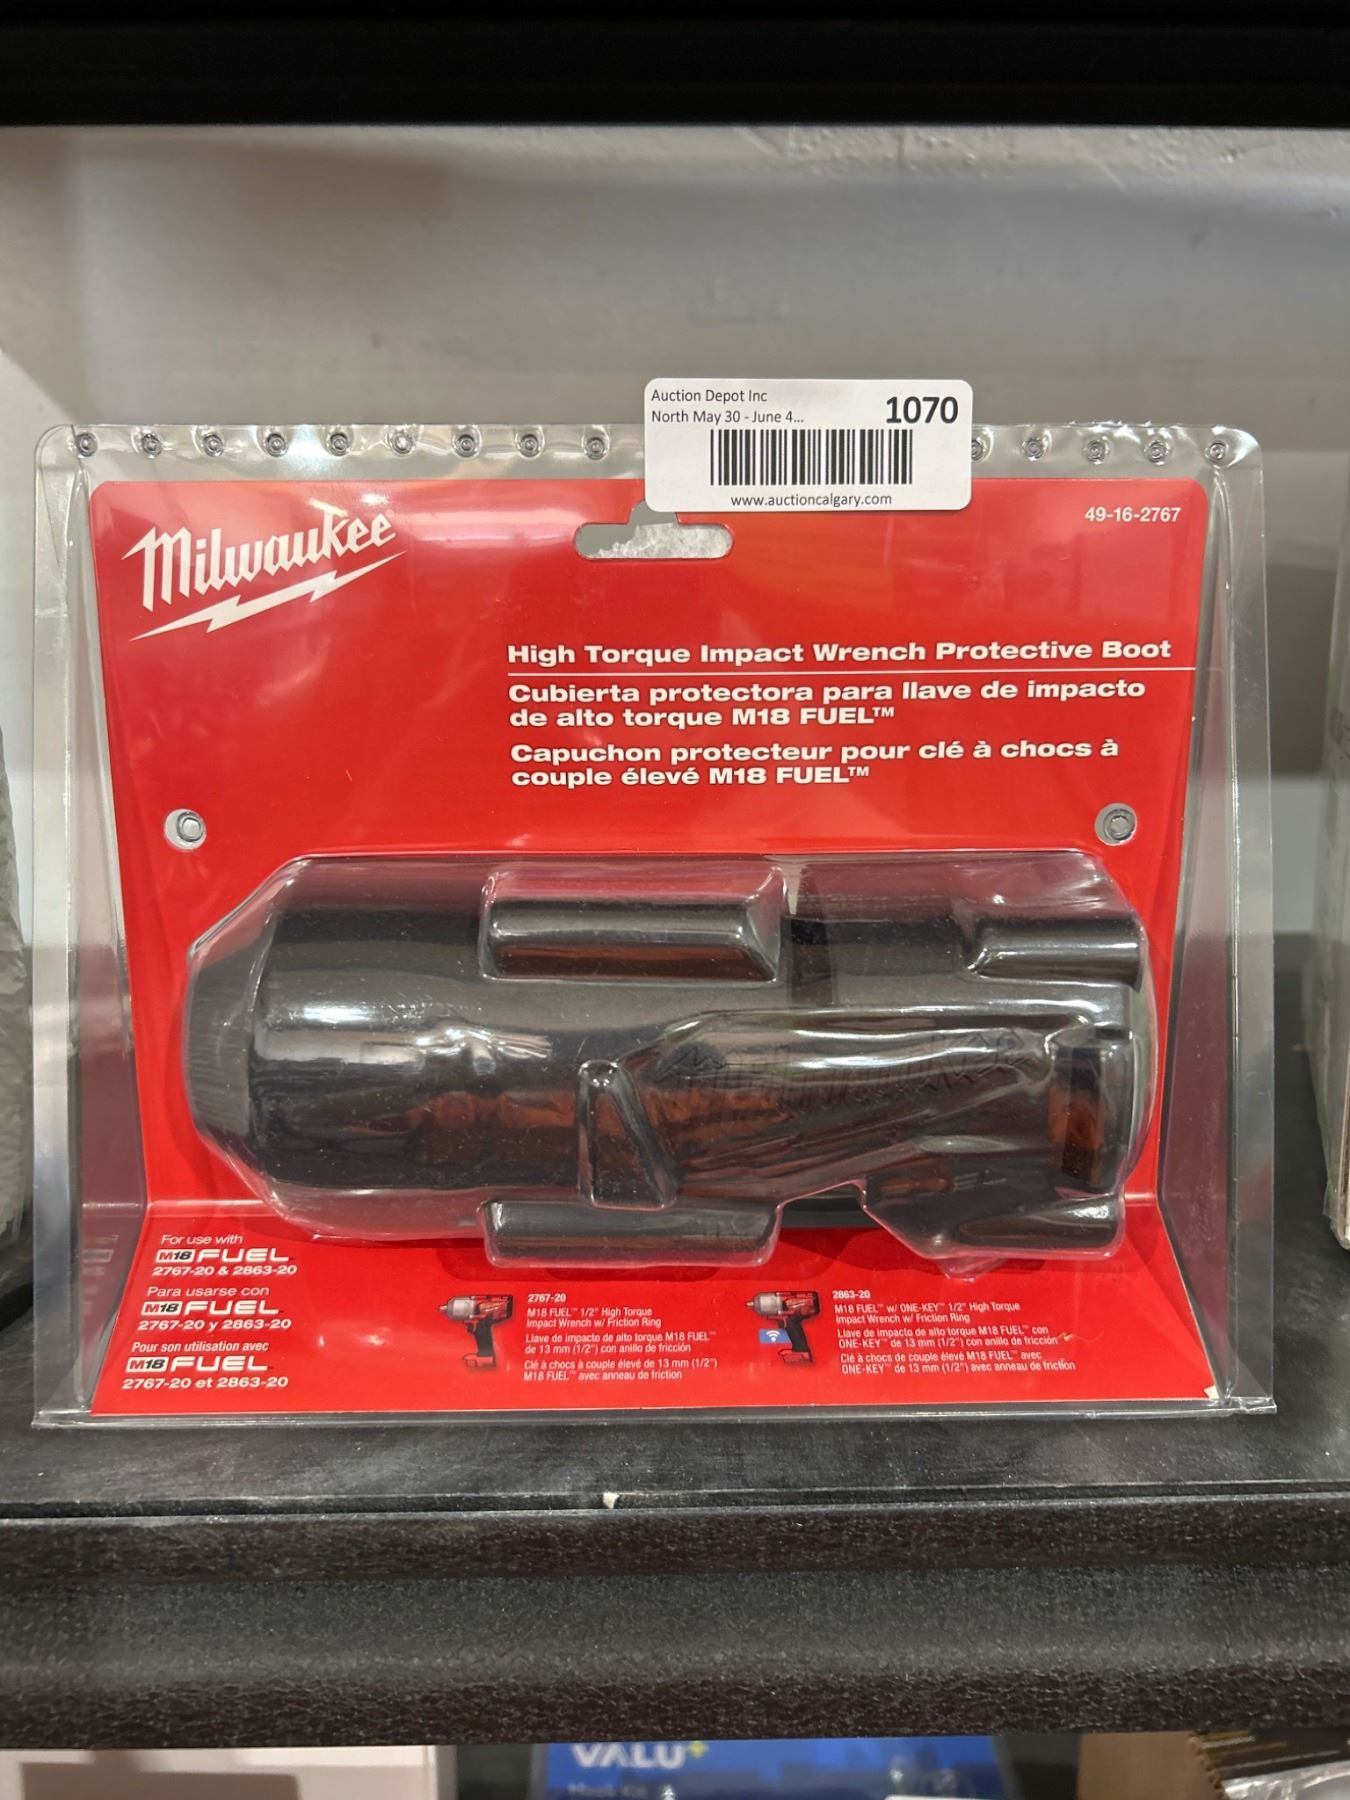 Auction Depot Inc
North May 30 - June 4...
1070
www.auctioncalgary.com
49-16-2767
Milwaukee
High Torque Impact Wrench Protective Boot
Cubierta protectora para llave de impacto
de alto torque M18 FUEL™
Capuchon protecteur pour clé à chocs à
couple élevé M18 FUEL™
Milwaukee
For use with
M18 FUEL
2767-20 & 2863-20
Para usarse con
M18 FUEL™
2767-20 y 2863-20
Pour son utilisation avec
M18 FUEL™
2767-20 et 2863-20
2767-20
M18 FUEL™ 1/2" High Torque
Impact Wrench w/ Friction Ring
Llave de impacto de alto torque M18 FUEL™
de 13 mm (1/2") con anillo de fricción
Clé à chocs à couple élevé de 13 mm (1/2")
M18 FUEL™ avec anneau de friction
2863-20
M18 FUEL™ w/ ONE-KEY™ 1/2" High Torque
Impact Wrench w/ Friction Ring
Llave de impacto de alto torque M18 FUEL™ con
ONE-KEY™ de 13 mm (1/2") con anillo de fricción
Clé à chocs de couple élevé M18 FUEL™ avec
ONE-KEY™ de 13 mm (1/2") avec anneau de friction
VALU+